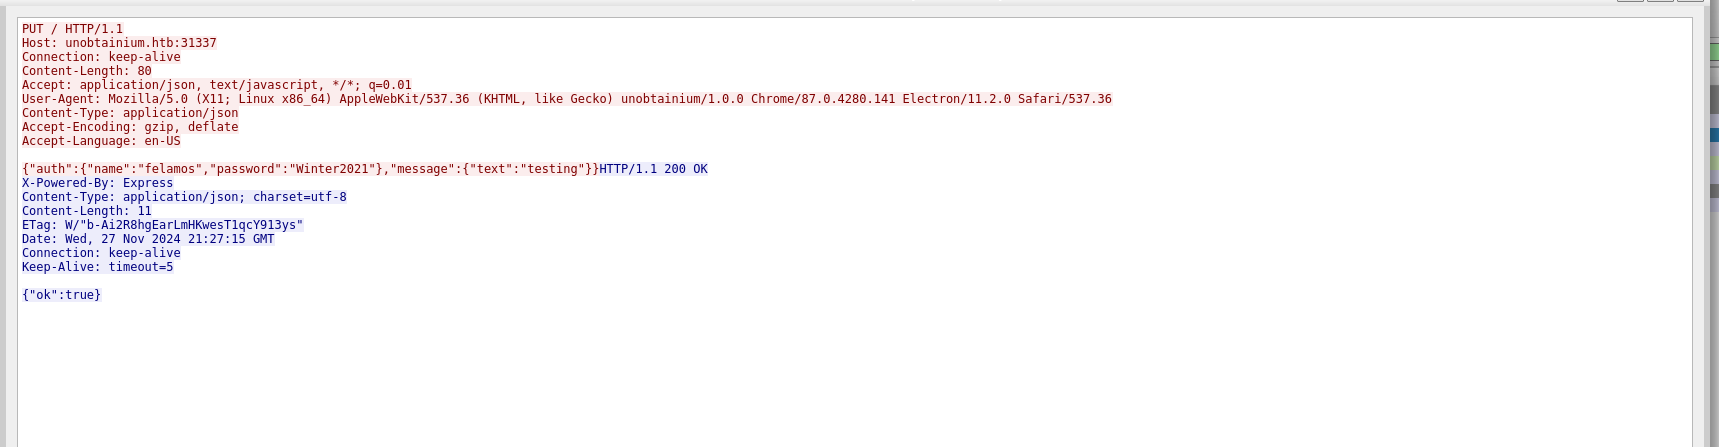 PUT / HTTP/1.1
Host: unobtainium.htb:31337
Connection: keep-alive
Content-Length: 80
Accept: application/json, text/javascript, */*; q=0.01
User-Agent: Mozilla/5.0 (X11; Linux x86_64) AppleWebKit/537.36 (KHTML, like Gecko) unobtainium/1.0.0 Chrome/87.0.4280.141 Electron/11.2.0 Safari/537.36
Content-Type: application/json
Accept-Encoding: gzip, deflate
Accept-Language: en-US

{"auth":{"name":"felamos","password":"Winter2021"},"message":{"text":"testing"}}HTTP/1.1 200 OK
X-Powered-By: Express
Content-Type: application/json; charset=utf-8
Content-Length: 11
ETag: W/"b-Ai2R8hgEarLmHKwesT1qcY913ys"
Date: Wed, 27 Nov 2024 21:27:15 GMT
Connection: keep-alive
Keep-Alive: timeout=5

{"ok":true}